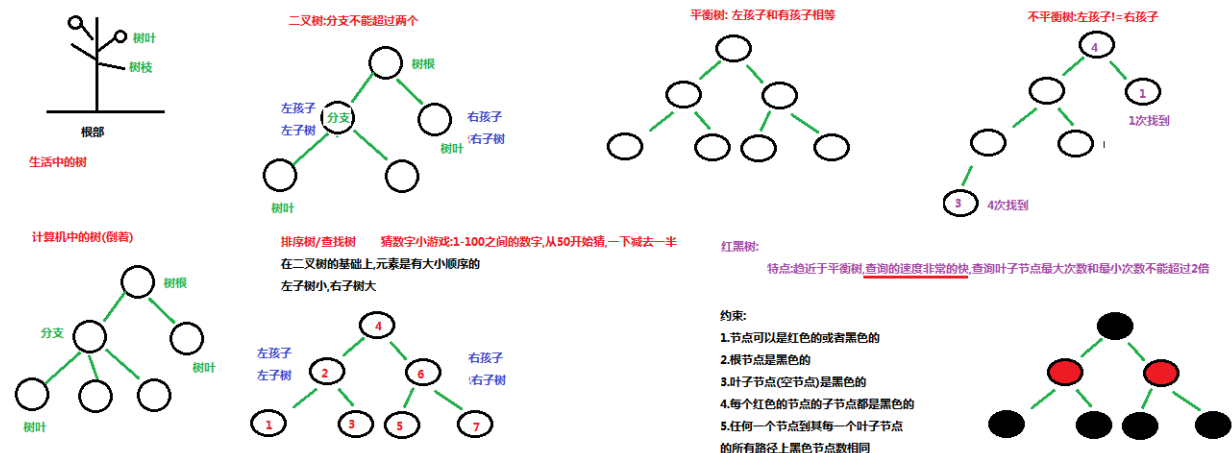 树叶
树枝
根部
生活中的树
二叉树:分支不能超过两个
树根
左孩子
左子树
分支
右孩子
右子树
树叶
树叶
平衡树: 左孩子和有孩子相等
不平衡树:左孩子!=右孩子
4
1
1次找到
3
4次找到
计算机中的树(倒着)
树根
分支
树叶
树叶
排序树/查找树 猜数字小游戏:1-100之间的数字,从50开始猜,一下减去一半
在二叉树的基础上,元素是有大小顺序的
左子树小,右子树大
4
左孩子
左子树
2
6
右孩子
右子树
1
3
5
7
红黑树:
特点:趋近于平衡树,查询的速度非常的快,查询叶子节点最大次数和最小次数不能超过2倍
约束:
1.节点可以是红色的或者黑色的
2.根节点是黑色的
3.叶子节点(空节点)是黑色的
4.每个红色的节点的子节点都是黑色的
5.任何一个节点到其每一个叶子节点
的所有路径上黑色节点数相同